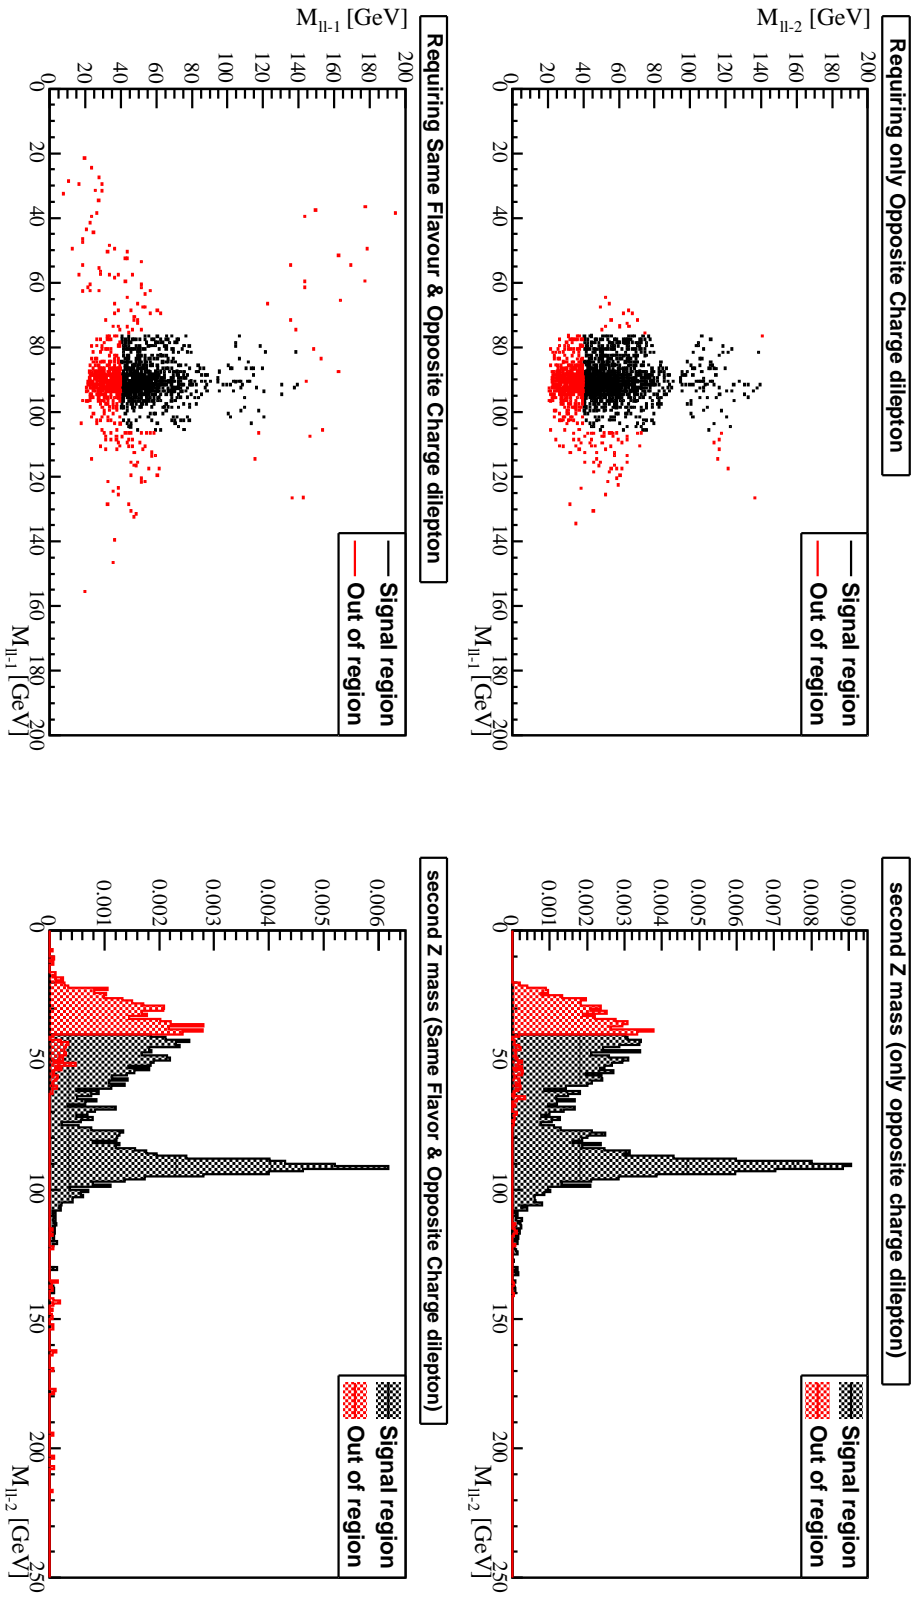 Requiring only Opposite Charge dilepton
M_ll-2 [GeV]
200
180
160
140
120
100
80
60
40
20
0
0 20 40 60 80 100 120 140 160 180 200
M_ll-1 [GeV]
Signal region
Out of region
second Z mass (only opposite charge dilepton)
0.009
0.008
0.007
0.006
0.005
0.004
0.003
0.002
0.001
0
0 50 100 150 200 250
M_ll-2 [GeV]
Signal region
Out of region
Requiring Same Flavour & Opposite Charge dilepton
M_ll-1 [GeV]
200
180
160
140
120
100
80
60
40
20
0
0 20 40 60 80 100 120 140 160 180 200
M_ll-1 [GeV]
Signal region
Out of region
second Z mass (Same Flavor & Opposite Charge dilepton)
0.006
0.005
0.004
0.003
0.002
0.001
0
0 50 100 150 200 250
M_ll-2 [GeV]
Signal region
Out of region